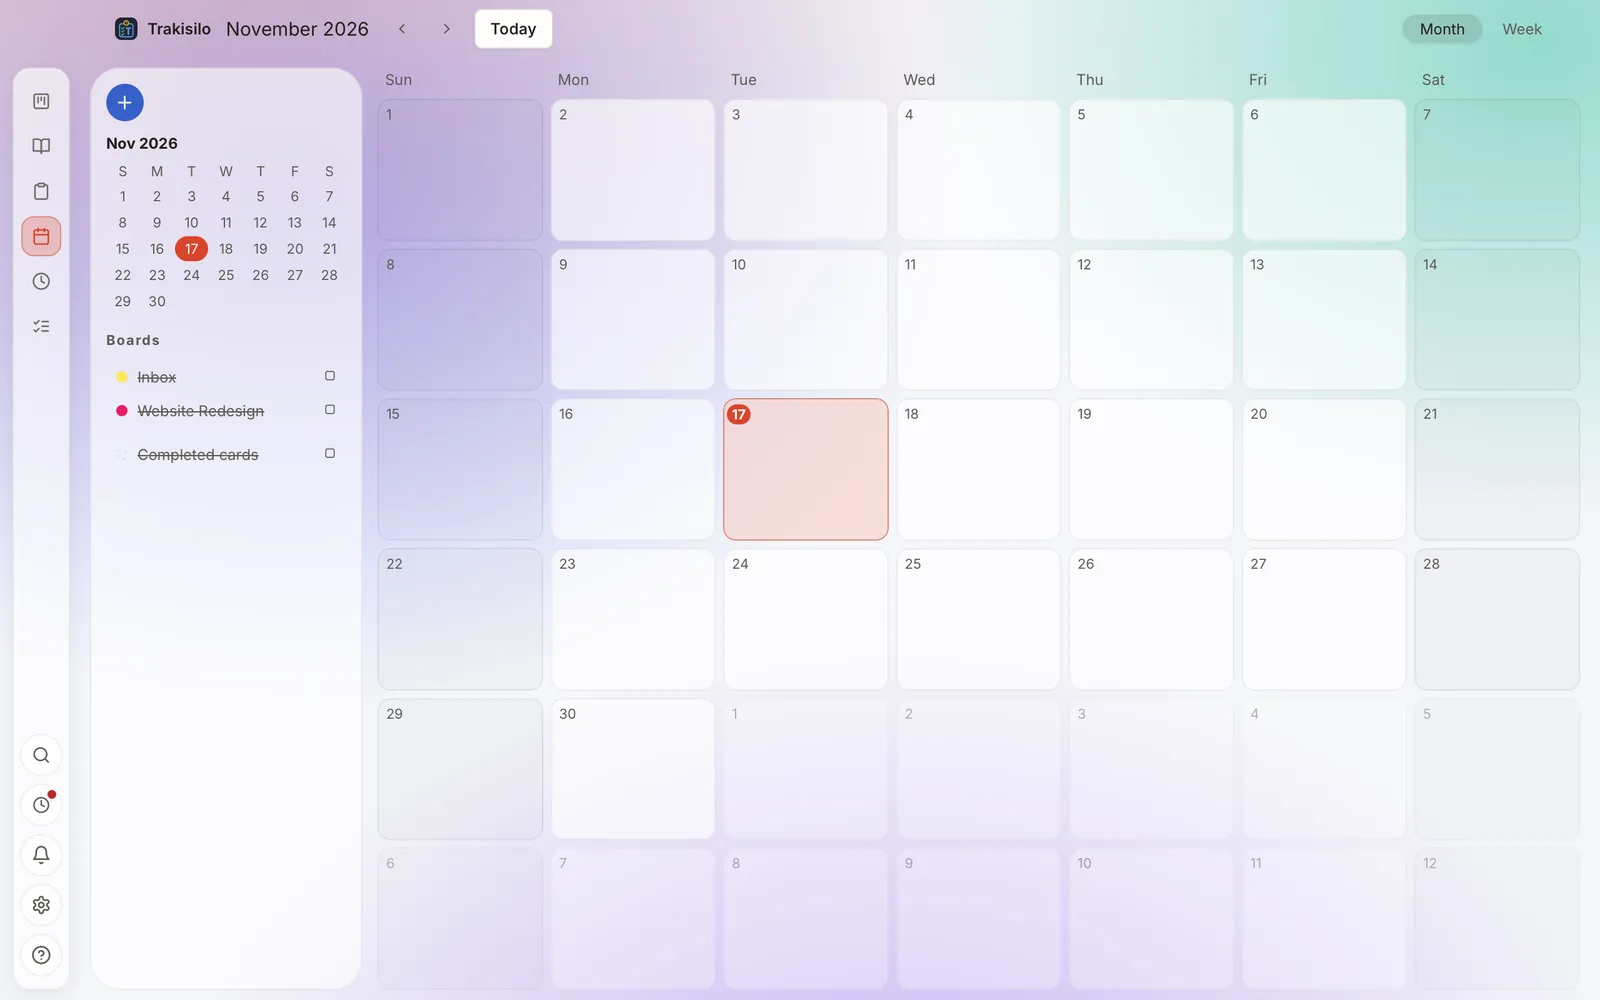 Trakisilo November 2026 Today Month Week
Nov 2026
S M T W T F S
1 2 3 4 5 6 7
8 9 10 11 12 13 14
15 16 17 18 19 20 21
22 23 24 25 26 27 28
29 30
Boards
Inbox
Website Redesign
Completed cards
Sun Mon Tue Wed Thu Fri Sat
1 2 3 4 5 6 7
8 9 10 11 12 13 14
15 16 17 18 19 20 21
22 23 24 25 26 27 28
29 30 1 2 3 4 5
6 7 8 9 10 11 12